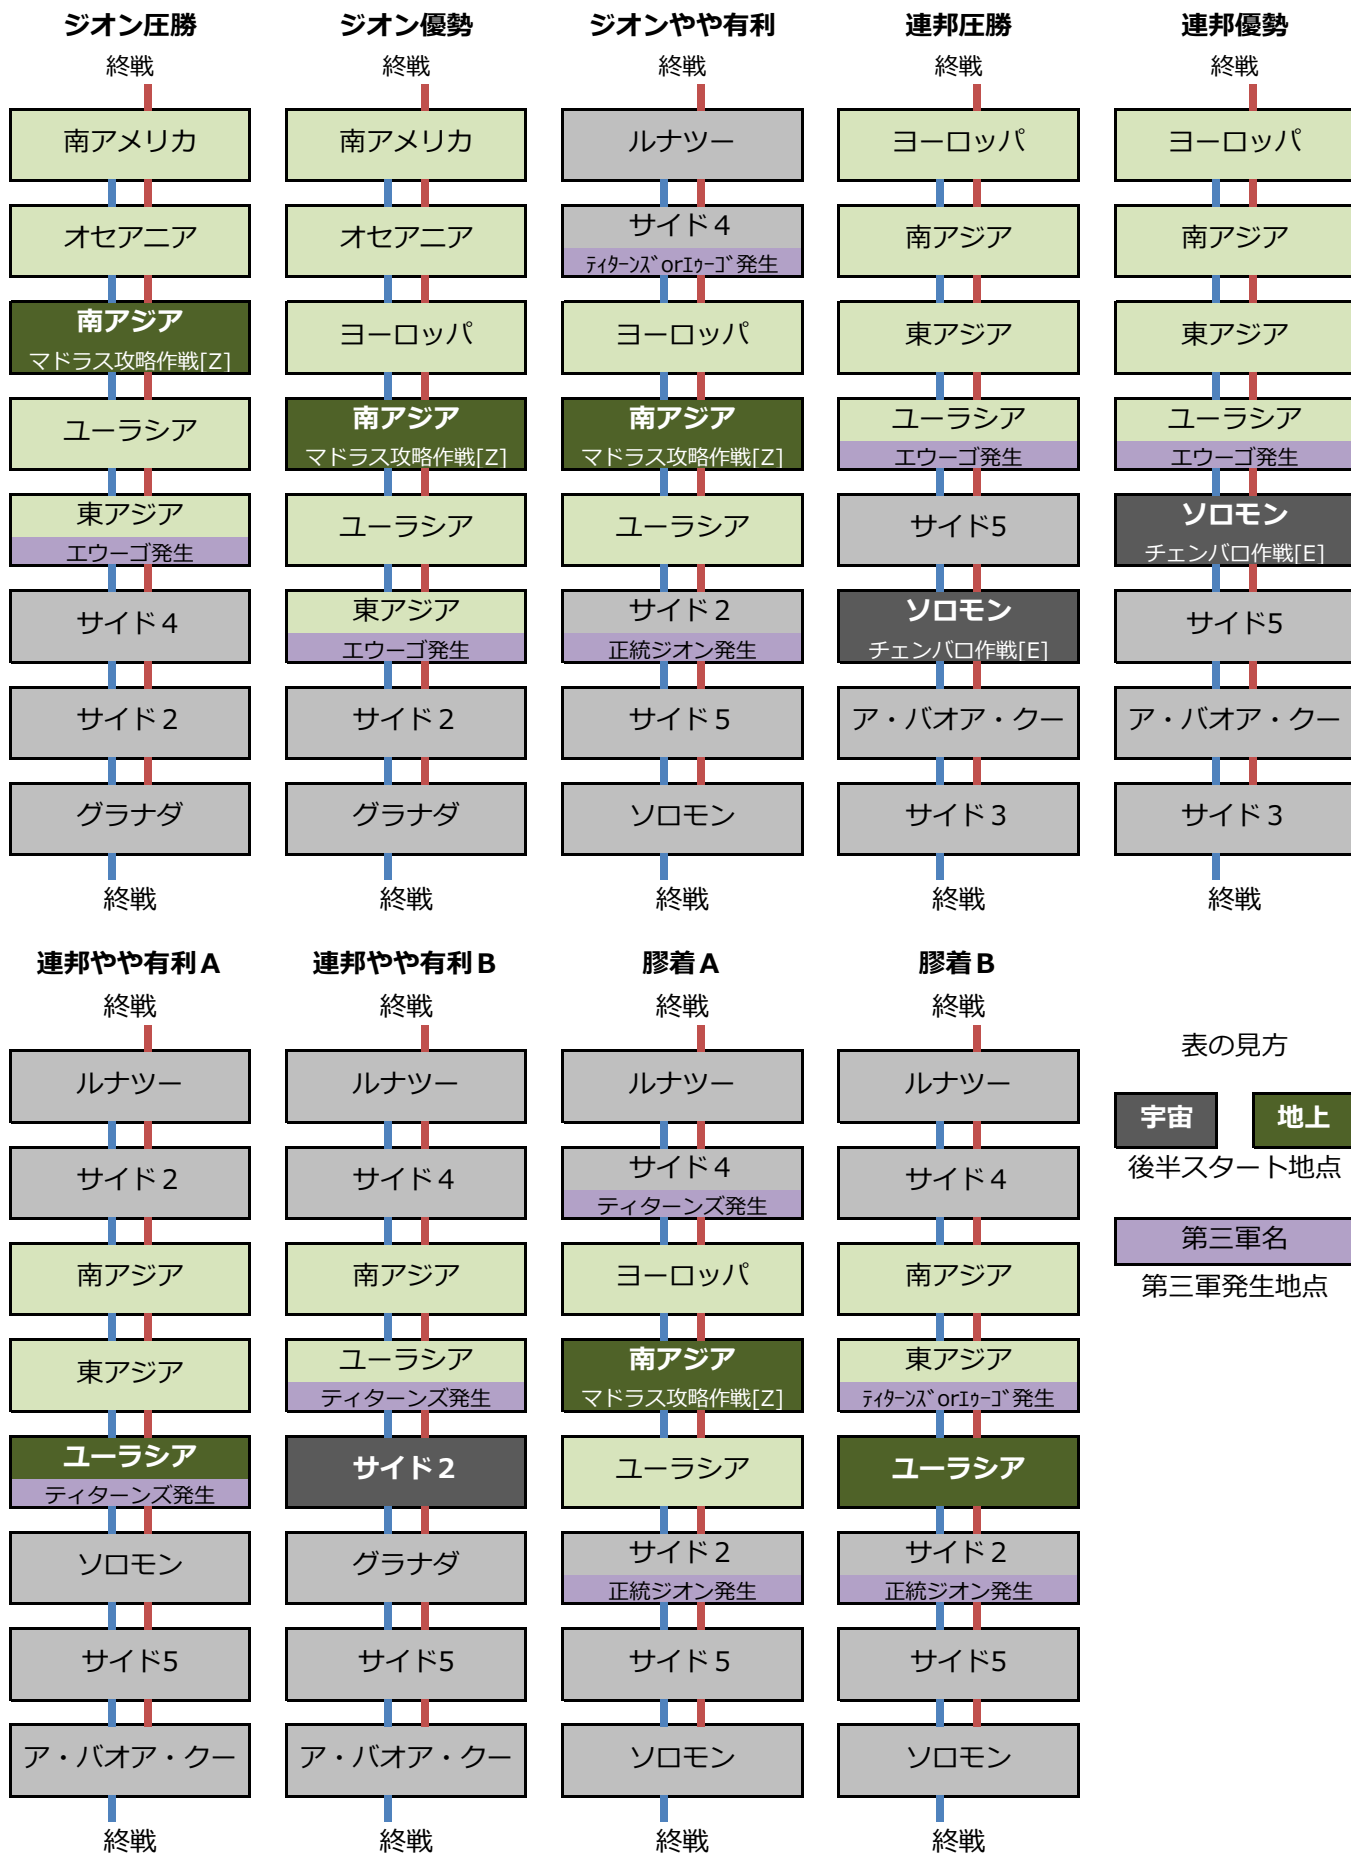 ジオン圧勝
終戦
南アメリカ
オセアニア
南アジア
マドラス攻略作戦[Z]
ユーラシア
東アジア
エウーゴ発生
サイド4
サイド2
グラナダ
終戦
ジオン優勢
終戦
南アメリカ
オセアニア
ヨーロッパ
南アジア
マドラス攻略作戦[Z]
ユーラシア
東アジア
エウーゴ発生
サイド2
グラナダ
終戦
ジオンやや有利
終戦
ルナツー
サイド4
ﾃｨﾀｰﾝｽﾞorｴｩｰｺﾞ発生
ヨーロッパ
南アジア
マドラス攻略作戦[Z]
ユーラシア
サイド2
正統ジオン発生
サイド5
ソロモン
終戦
連邦圧勝
終戦
ヨーロッパ
南アジア
東アジア
ユーラシア
エウーゴ発生
サイド5
ソロモン
チェンバロ作戦[E]
ア・バオア・クー
サイド3
終戦
連邦優勢
終戦
ヨーロッパ
南アジア
東アジア
ユーラシア
エウーゴ発生
ソロモン
チェンバロ作戦[E]
サイド5
ア・バオア・クー
サイド3
終戦
連邦やや有利A
終戦
ルナツー
サイド2
南アジア
東アジア
ユーラシア
ティターンズ発生
ソロモン
サイド5
ア・バオア・クー
終戦
連邦やや有利B
終戦
ルナツー
サイド4
南アジア
ユーラシア
ティターンズ発生
サイド2
グラナダ
サイド5
ア・バオア・クー
終戦
膠着A
終戦
ルナツー
サイド4
ティターンズ発生
ヨーロッパ
南アジア
マドラス攻略作戦[Z]
ユーラシア
サイド2
正統ジオン発生
サイド5
ソロモン
終戦
膠着B
終戦
ルナツー
サイド4
南アジア
東アジア
ﾃｨﾀｰﾝｽﾞorｴｩｰｺﾞ発生
ユーラシア
サイド2
正統ジオン発生
サイド5
ソロモン
終戦
表の見方
宇宙 地上
後半スタート地点
第三軍名
第三軍発生地点